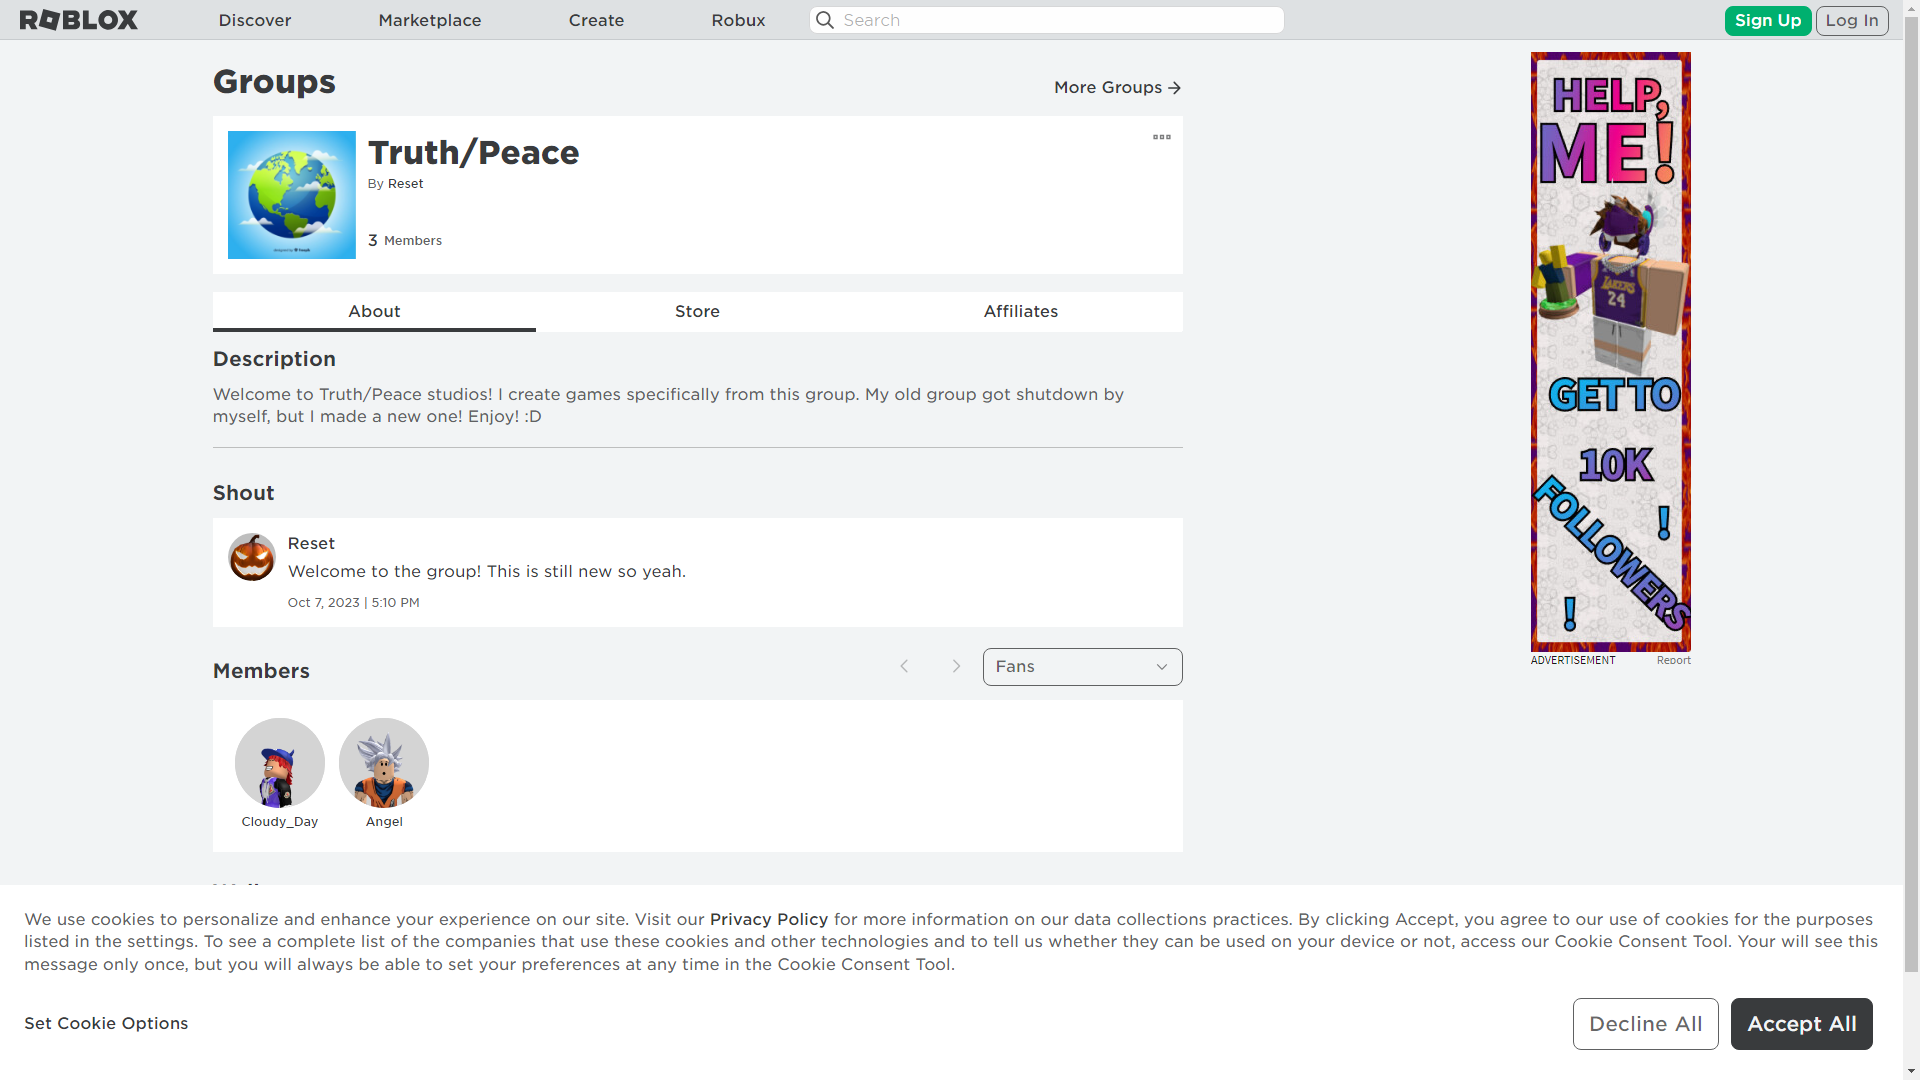 ROBLOX
Discover
Marketplace
Create
Robux
Search
Sign Up
Log In
Groups
More Groups
Truth/Peace
By Reset
3 Members
About
Store
Affiliates
Description
Welcome to Truth/Peace studios! I create games specifically from this group. My old group got shutdown by
myself, but I made a new one! Enjoy! :D
Shout
Reset
Welcome to the group! This is still new so yeah.
Oct 7, 2023 | 5:10 PM
Members
Fans
Cloudy_Day
Angel
HELP,
ME!
LAKERS
24
GET TO
10K
FOLLOWERS
!
!
ADVERTISEMENT
Report
We use cookies to personalize and enhance your experience on our site. Visit our Privacy Policy for more information on our data collections practices. By clicking Accept, you agree to our use of cookies for the purposes
listed in the settings. To see a complete list of the companies that use these cookies and other technologies and to tell us whether they can be used on your device or not, access our Cookie Consent Tool. Your will see this
message only once, but you will always be able to set your preferences at any time in the Cookie Consent Tool.
Set Cookie Options
Decline All
Accept All